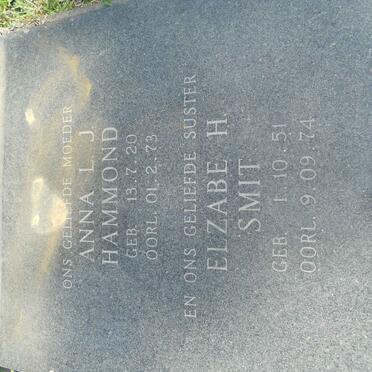 ONS GELIEFDE MOEDER
ANNA L. J.
HAMMOND
GEB. 13.7.20
OORL. 01.2.73
EN ONS GELIEFDE SUSTER
ELZABE H.
SMIT
GEB. 1.10.51
OORL. 9.09.74